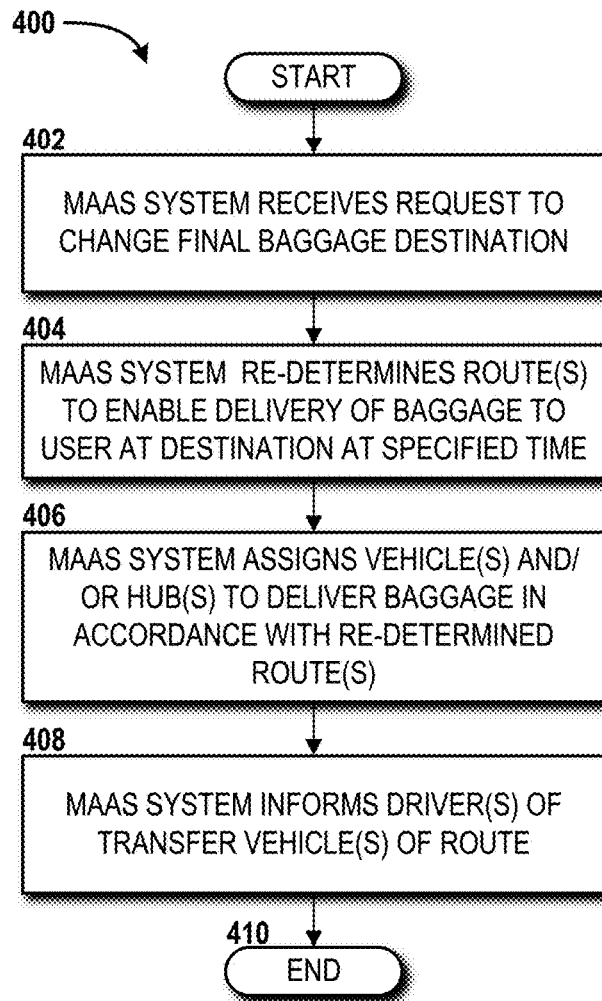 400
START
402
MAAS SYSTEM RECEIVES REQUEST TO
CHANGE FINAL BAGGAGE DESTINATION
404
MAAS SYSTEM RE-DETERMINES ROUTE(S)
TO ENABLE DELIVERY OF BAGGAGE TO
USER AT DESTINATION AT SPECIFIED TIME
406
MAAS SYSTEM ASSIGNS VEHICLE(S) AND/
OR HUB(S) TO DELIVER BAGGAGE IN
ACCORDANCE WITH RE-DETERMINED
ROUTE(S)
408
MAAS SYSTEM INFORMS DRIVER(S) OF
TRANSFER VEHICLE(S) OF ROUTE
410
END